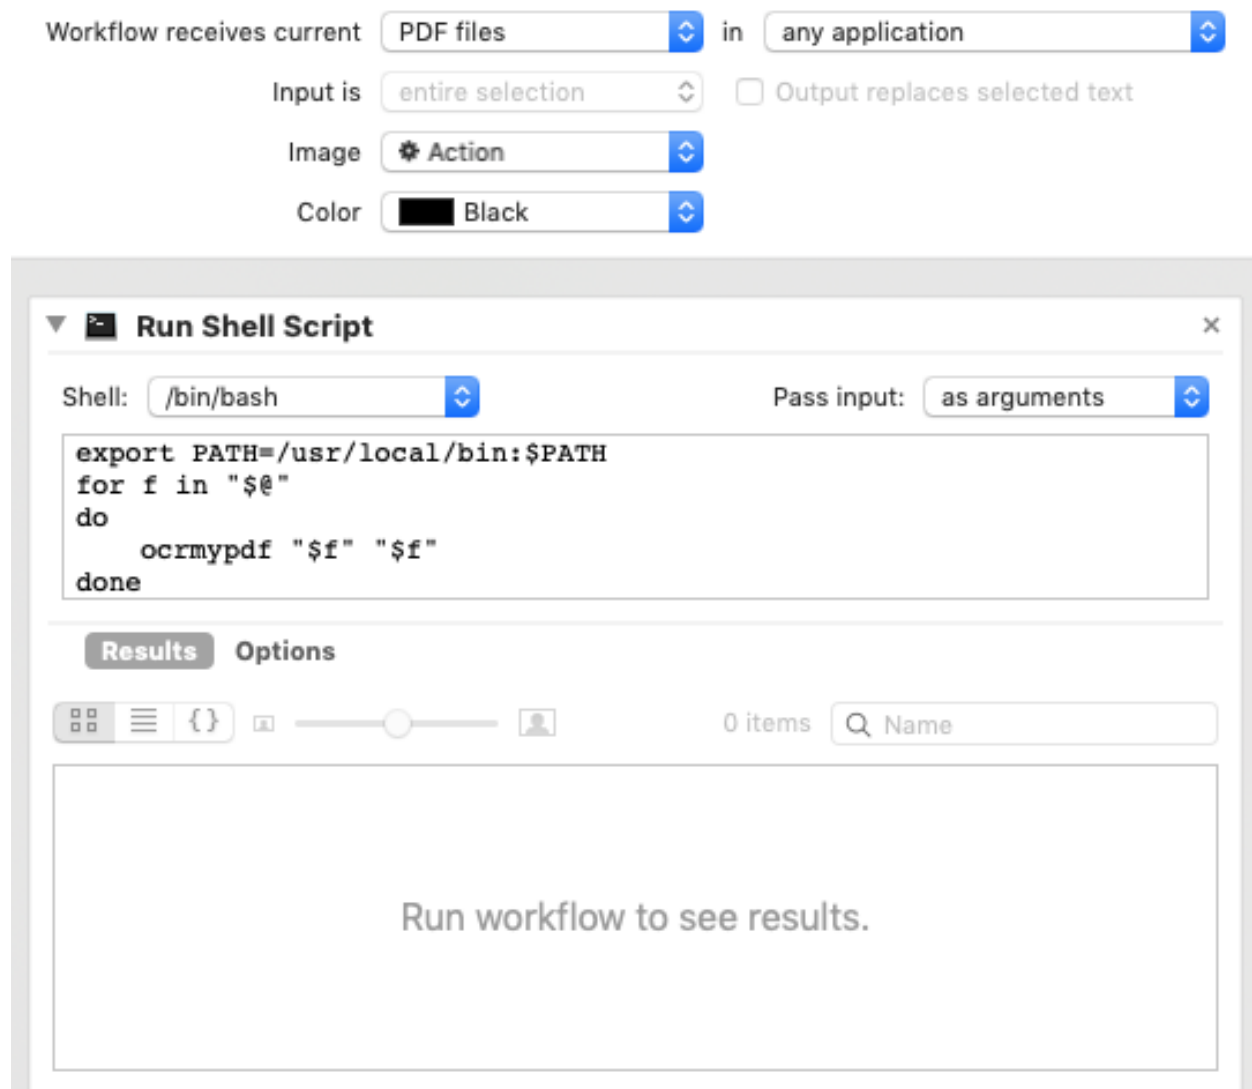 Workflow receives current PDF files in any application
Input is entire selection Output replaces selected text
Image Action
Color Black
Run Shell Script
Shell: /bin/bash Pass input: as arguments
export PATH=/usr/local/bin:$PATH
for f in "$@"
do
    ocrmypdf "$f" "$f"
done
Results Options
{} 0 items Name
Run workflow to see results.